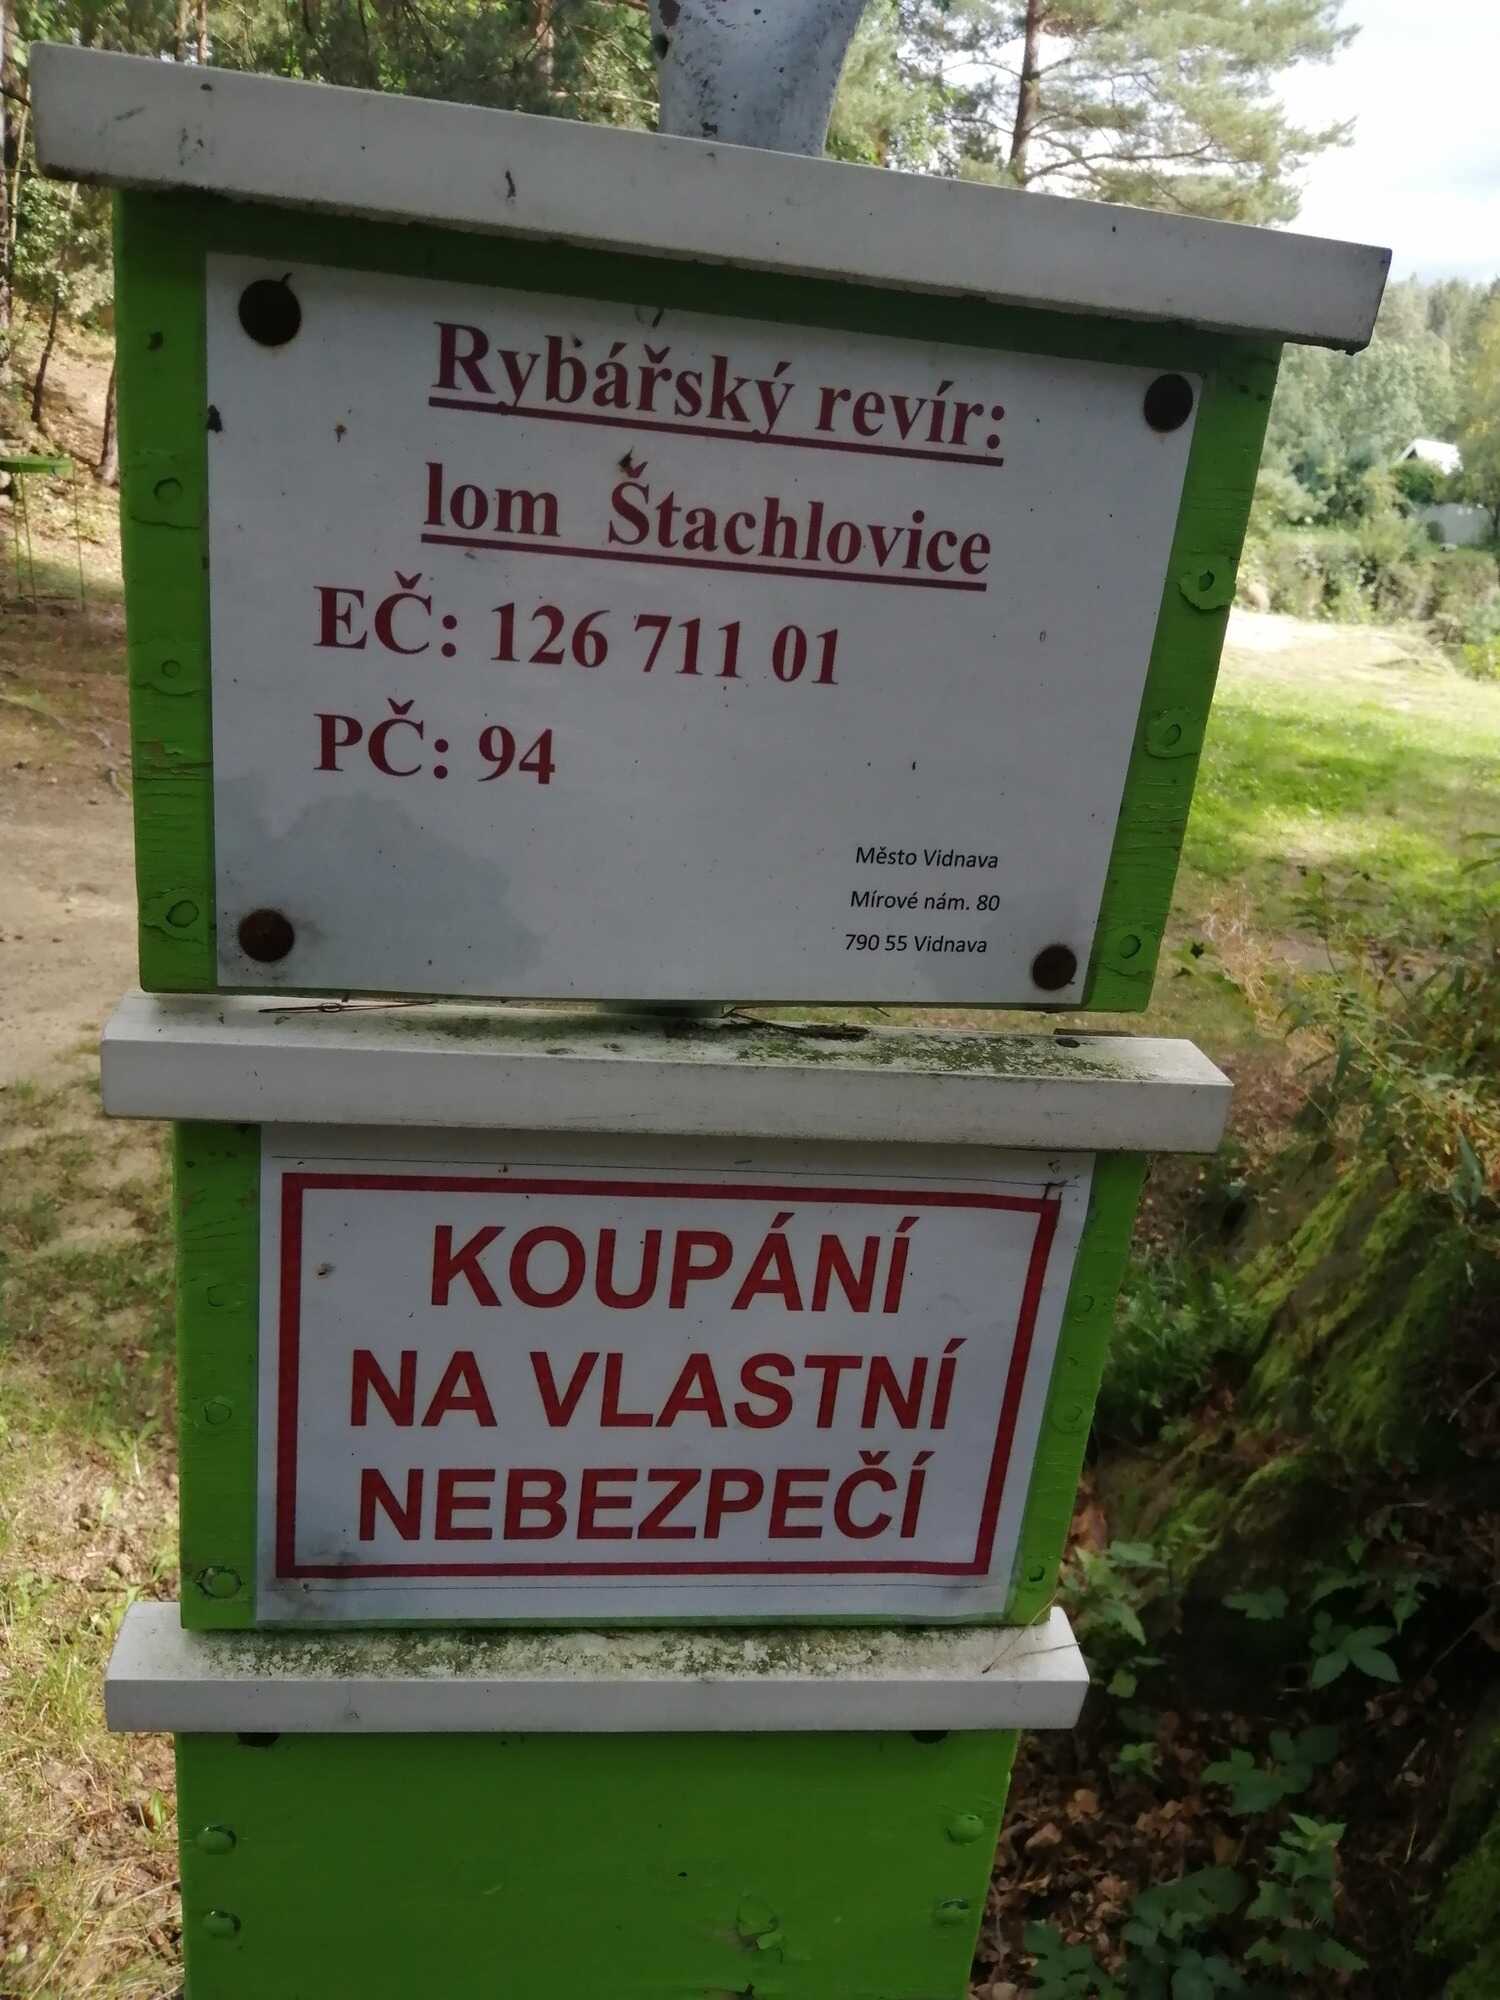 Rybářský revír:
lom Štachlovice
EČ: 126 711 01
PČ: 94
Město Vidnava
Mírové nám. 80
790 55 Vidnava
KOUPÁNÍ
NA VLASTNÍ
NEBEZPEČÍ